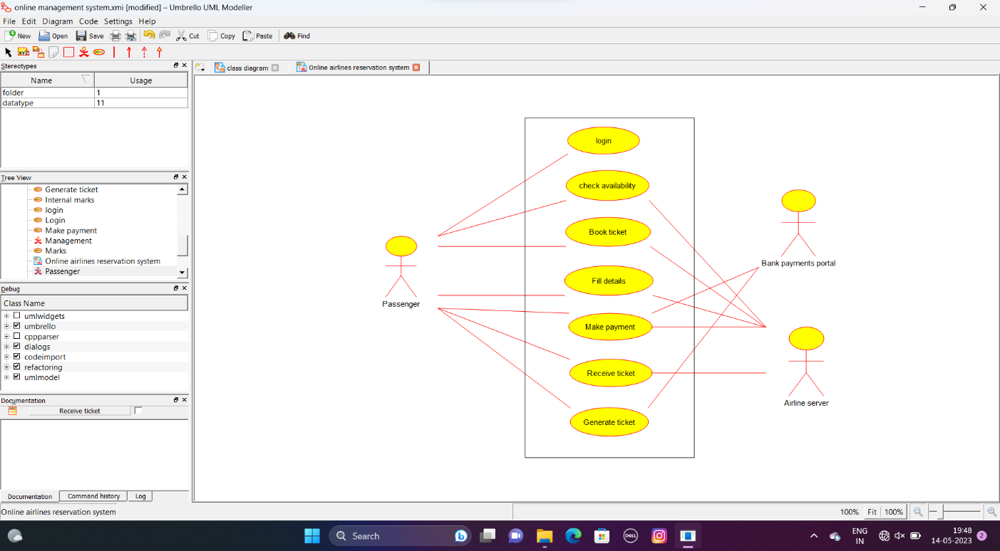 online management system.xmi [modified] – Umbrello UML Modeller
File Edit Diagram Code Settings Help
New Open Save Cut Copy Paste Find
XYZ ABC
Stereotypes
class diagram Online airlines reservation system
Name Usage
folder 1
datatype 11
Tree View
Generate ticket
Internal marks
login
Login
Make payment
Management
Marks
Online airlines reservation system
Passenger
Debug
Class Name
umlwidgets
umbrello
cppparser
dialogs
codeimport
refactoring
umlmodel
Documentation
Receive ticket
Documentation Command history Log
login
check availability
Book ticket
Fill details
Make payment
Receive ticket
Generate ticket
Passenger
Bank payments portal
Airline server
Online airlines reservation system
100% Fit 100%
Search
DELL
ENG
IN
19:48
14-05-2023
2